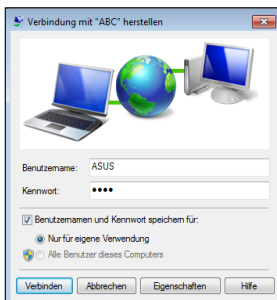 Verbindung mit "ABC" herstellen
Benutzername: ASUS
Kennwort: ••••
Benutzernamen und Kennwort speichern für:
Nur für eigene Verwendung
Alle Benutzer dieses Computers
Verbinden Abbrechen Eigenschaften Hilfe